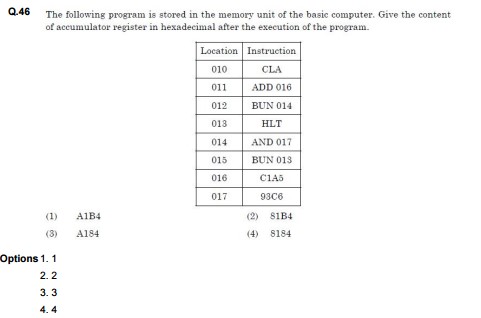 Q.46 The following program is stored in the memory unit of the basic computer. Give the content
of accumulator register in hexadecimal after the execution of the program.
Location Instruction
010 CLA
011 ADD 016
012 BUN 014
013 HLT
014 AND 017
015 BUN 013
016 C1A5
017 93C6
(1) A1B4 (2) 81B4
(3) A184 (4) 8184
Options 1. 1
2. 2
3. 3
4. 4